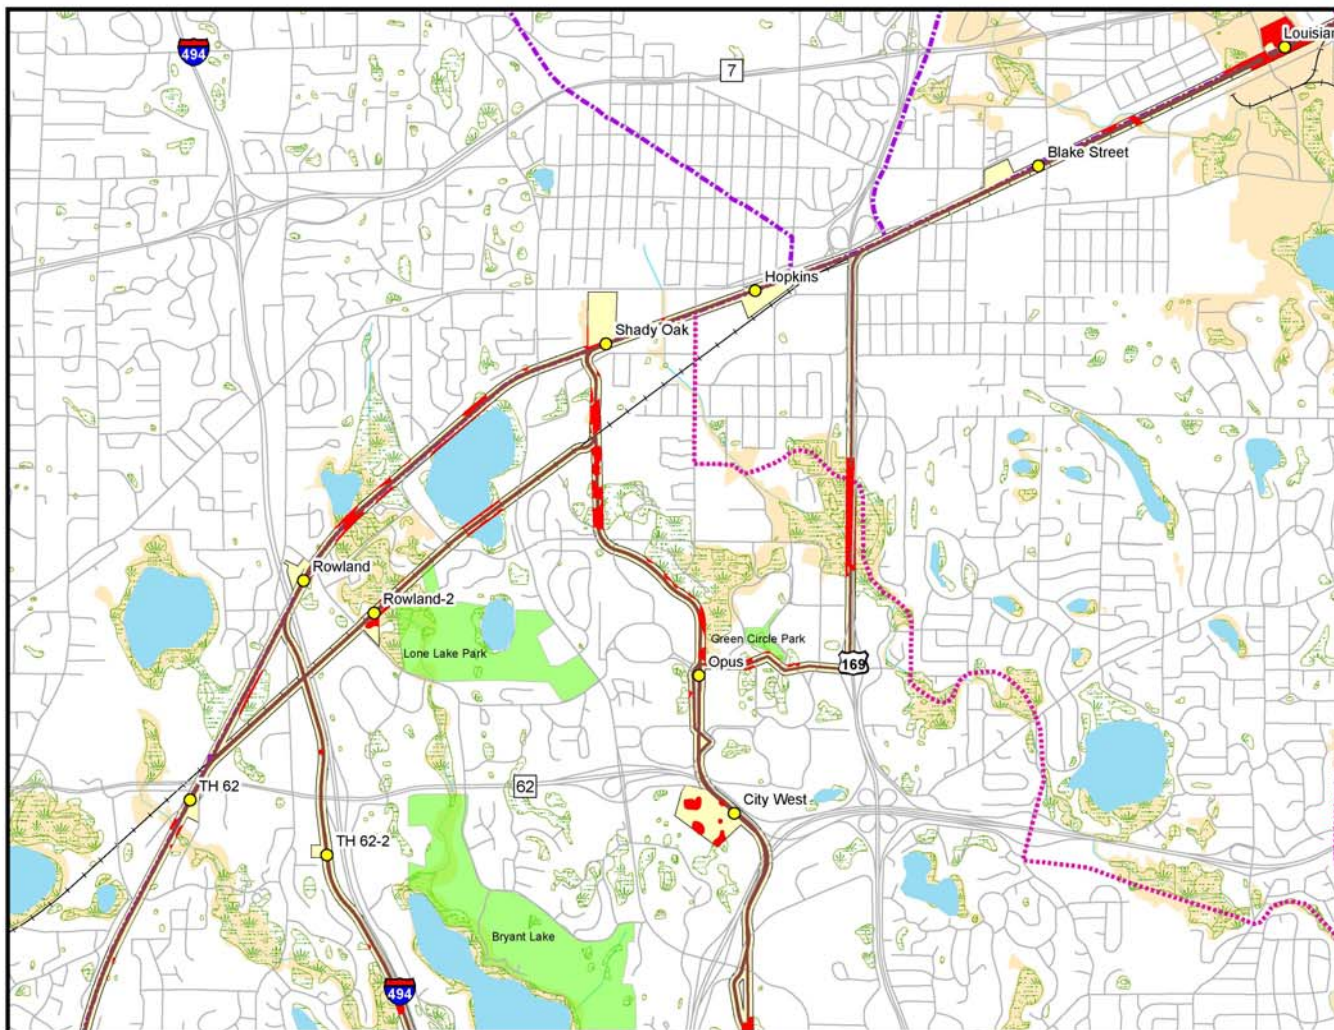 Louisian
494
7
Blake Street
Hopkins
Shady Oak
Rowland
Rowland-2
Green Circle Park
Lone Lake Park
Opus
169
TH 62
62
City West
TH 62-2
Bryant Lake
494